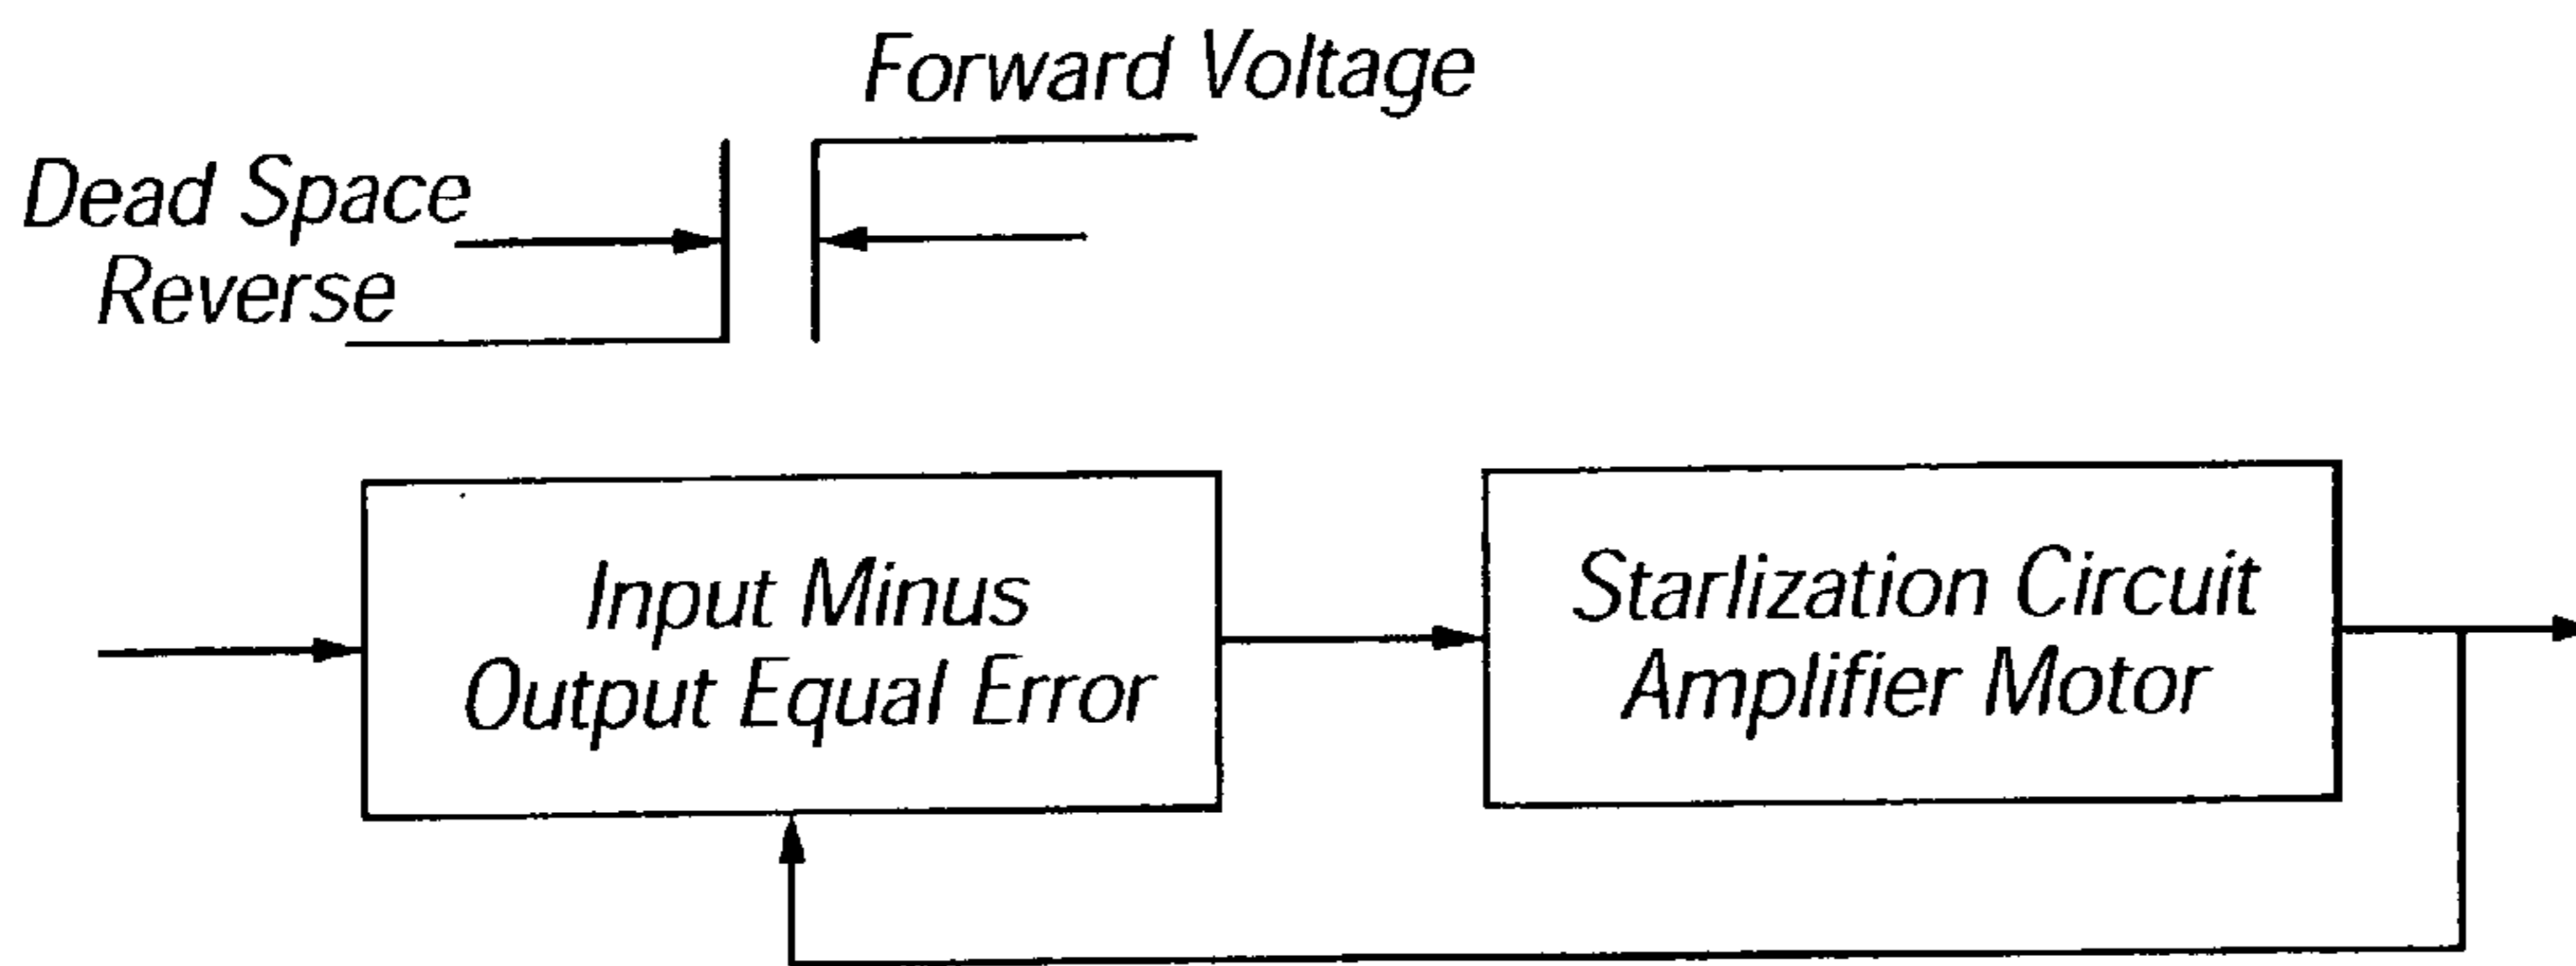 Forward Voltage
Dead Space
Reverse
Input Minus
Output Equal Error
Starlization Circuit
Amplifier Motor